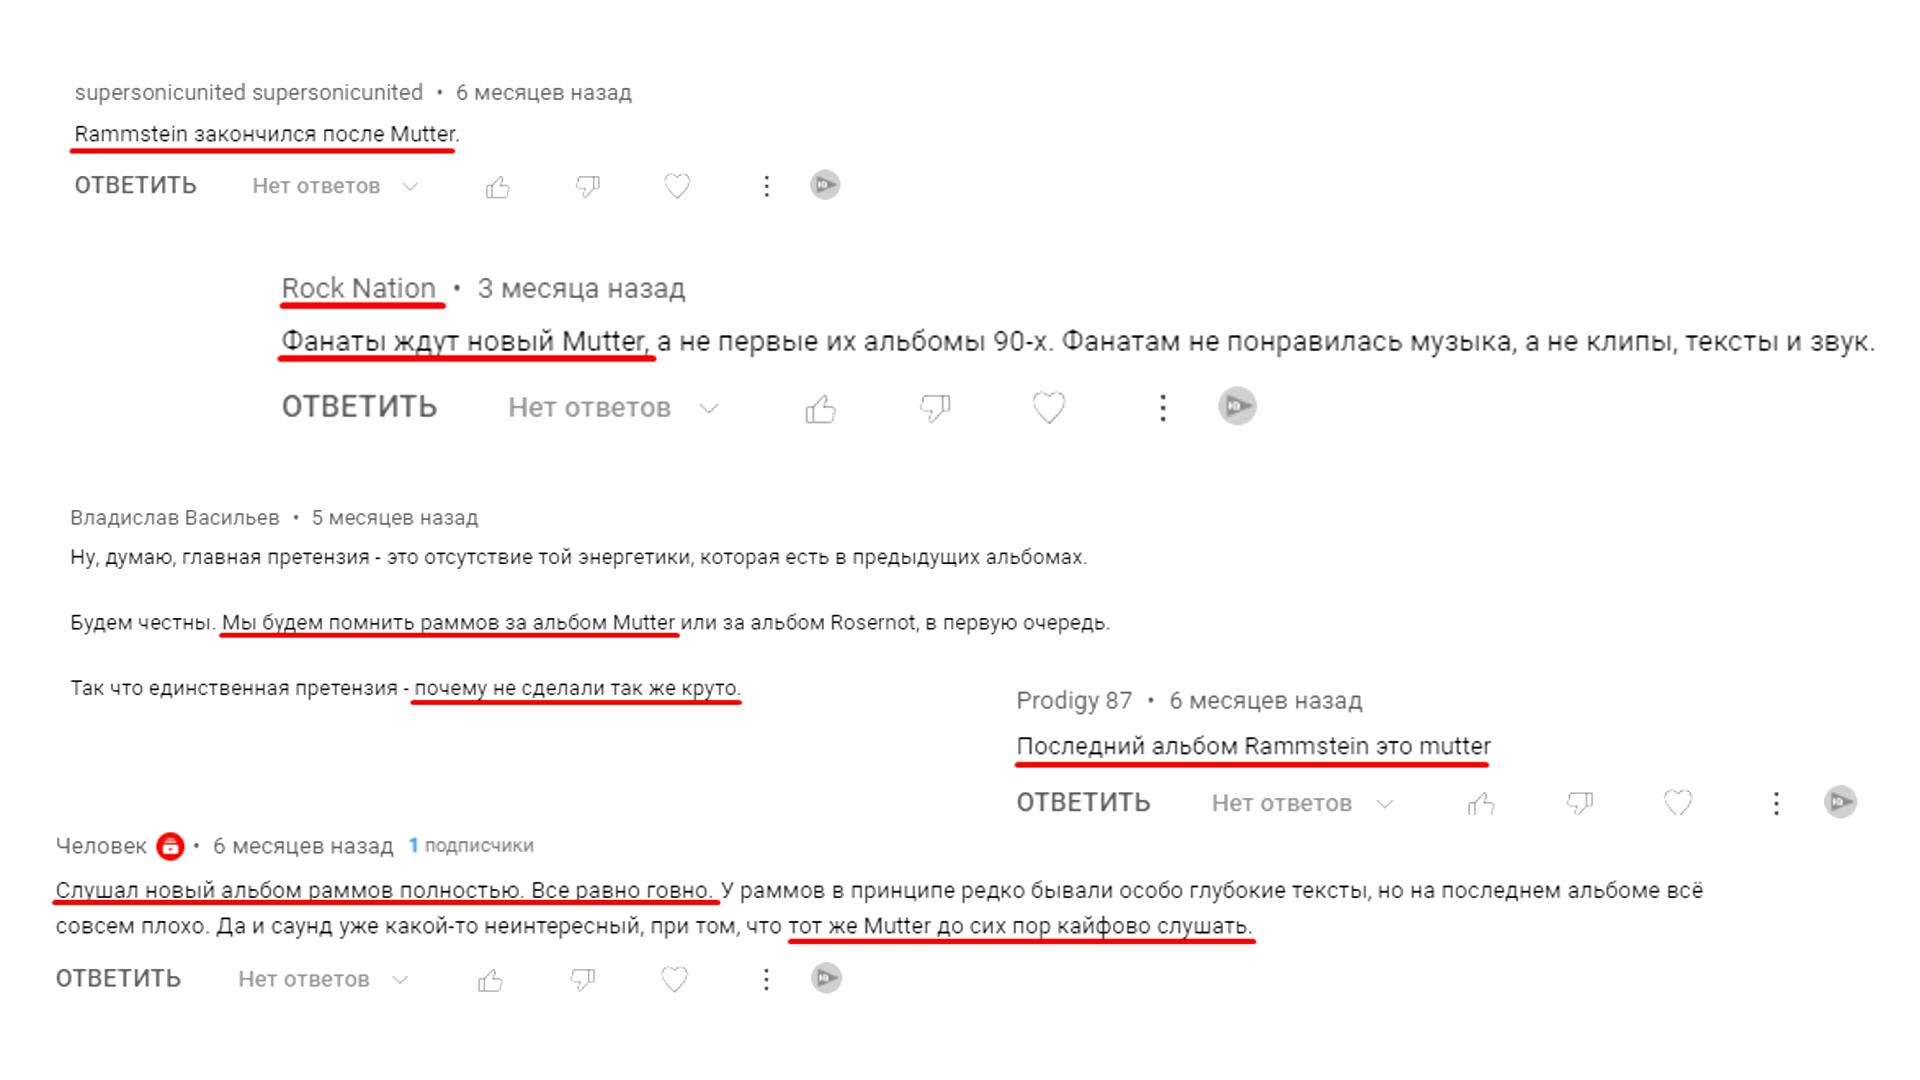 supersonicunited supersonicunited • 6 месяцев назад
Rammstein закончился после Mutter.
ОТВЕТИТЬ Нет ответов
Rock Nation • 3 месяца назад
Фанаты ждут новый Mutter, а не первые их альбомы 90-х. Фанатам не понравилась музыка, а не клипы, тексты и звук.
ОТВЕТИТЬ Нет ответов
Владислав Васильев • 5 месяцев назад
Ну, думаю, главная претензия - это отсутствие той энергетики, которая есть в предыдущих альбомах.
Будем честны. Мы будем помнить раммов за альбом Mutter или за альбом Rosernot, в первую очередь.
Так что единственная претензия - почему не сделали так же круто.
Prodigy 87 • 6 месяцев назад
Последний альбом Rammstein это mutter
ОТВЕТИТЬ Нет ответов
Человек • 6 месяцев назад 1 подписчики
Слушал новый альбом раммов полностью. Все равно говно. У раммов в принципе редко бывали особо глубокие тексты, но на последнем альбоме всё
совсем плохо. Да и саунд уже какой-то неинтересный, при том, что тот же Mutter до сих пор кайфово слушать.
ОТВЕТИТЬ Нет ответов